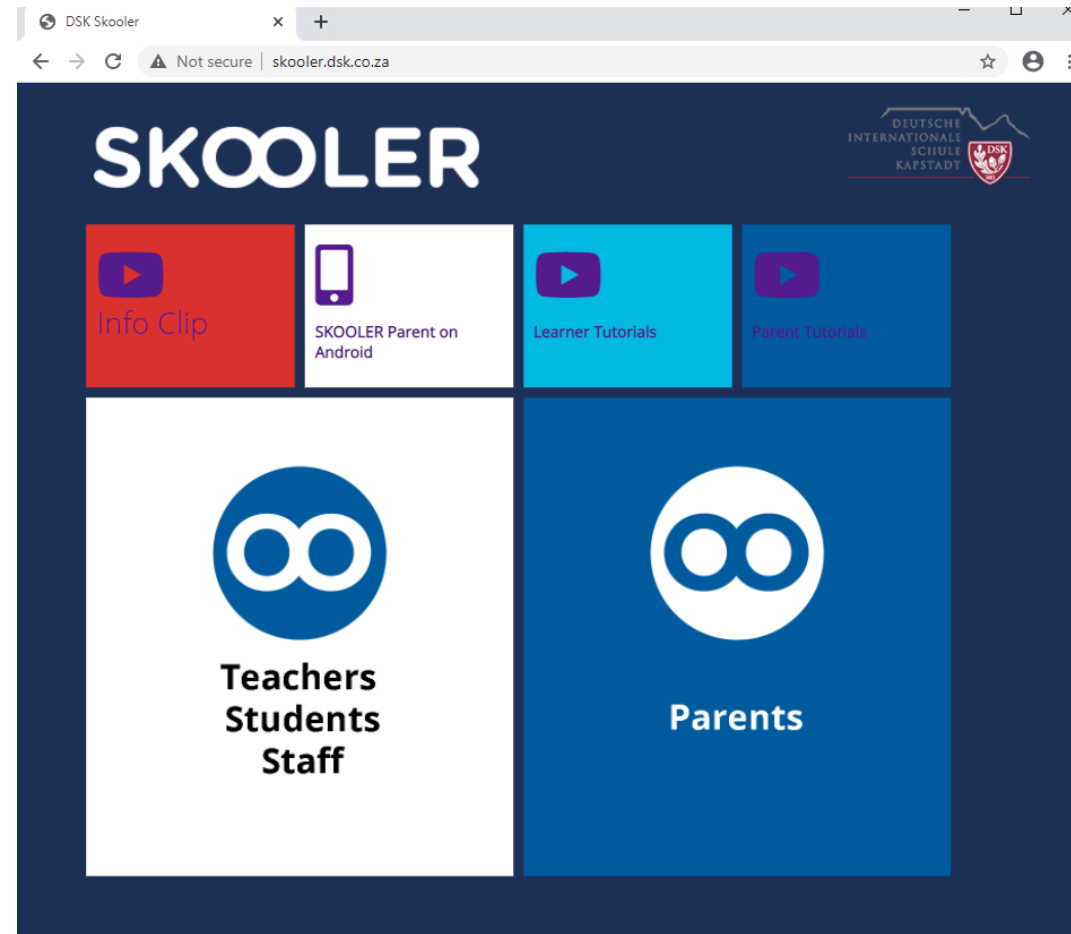 DSK Skooler
Not secure | skooler.dsk.co.za
SKOOLER
DEUTSCHE
INTERNATIONALE
SCHULE
KAPSTADT
DSK
Info Clip
SKOOLER Parent on
Android
Learner Tutorials
Parent Tutorials
Teachers
Students
Staff
Parents